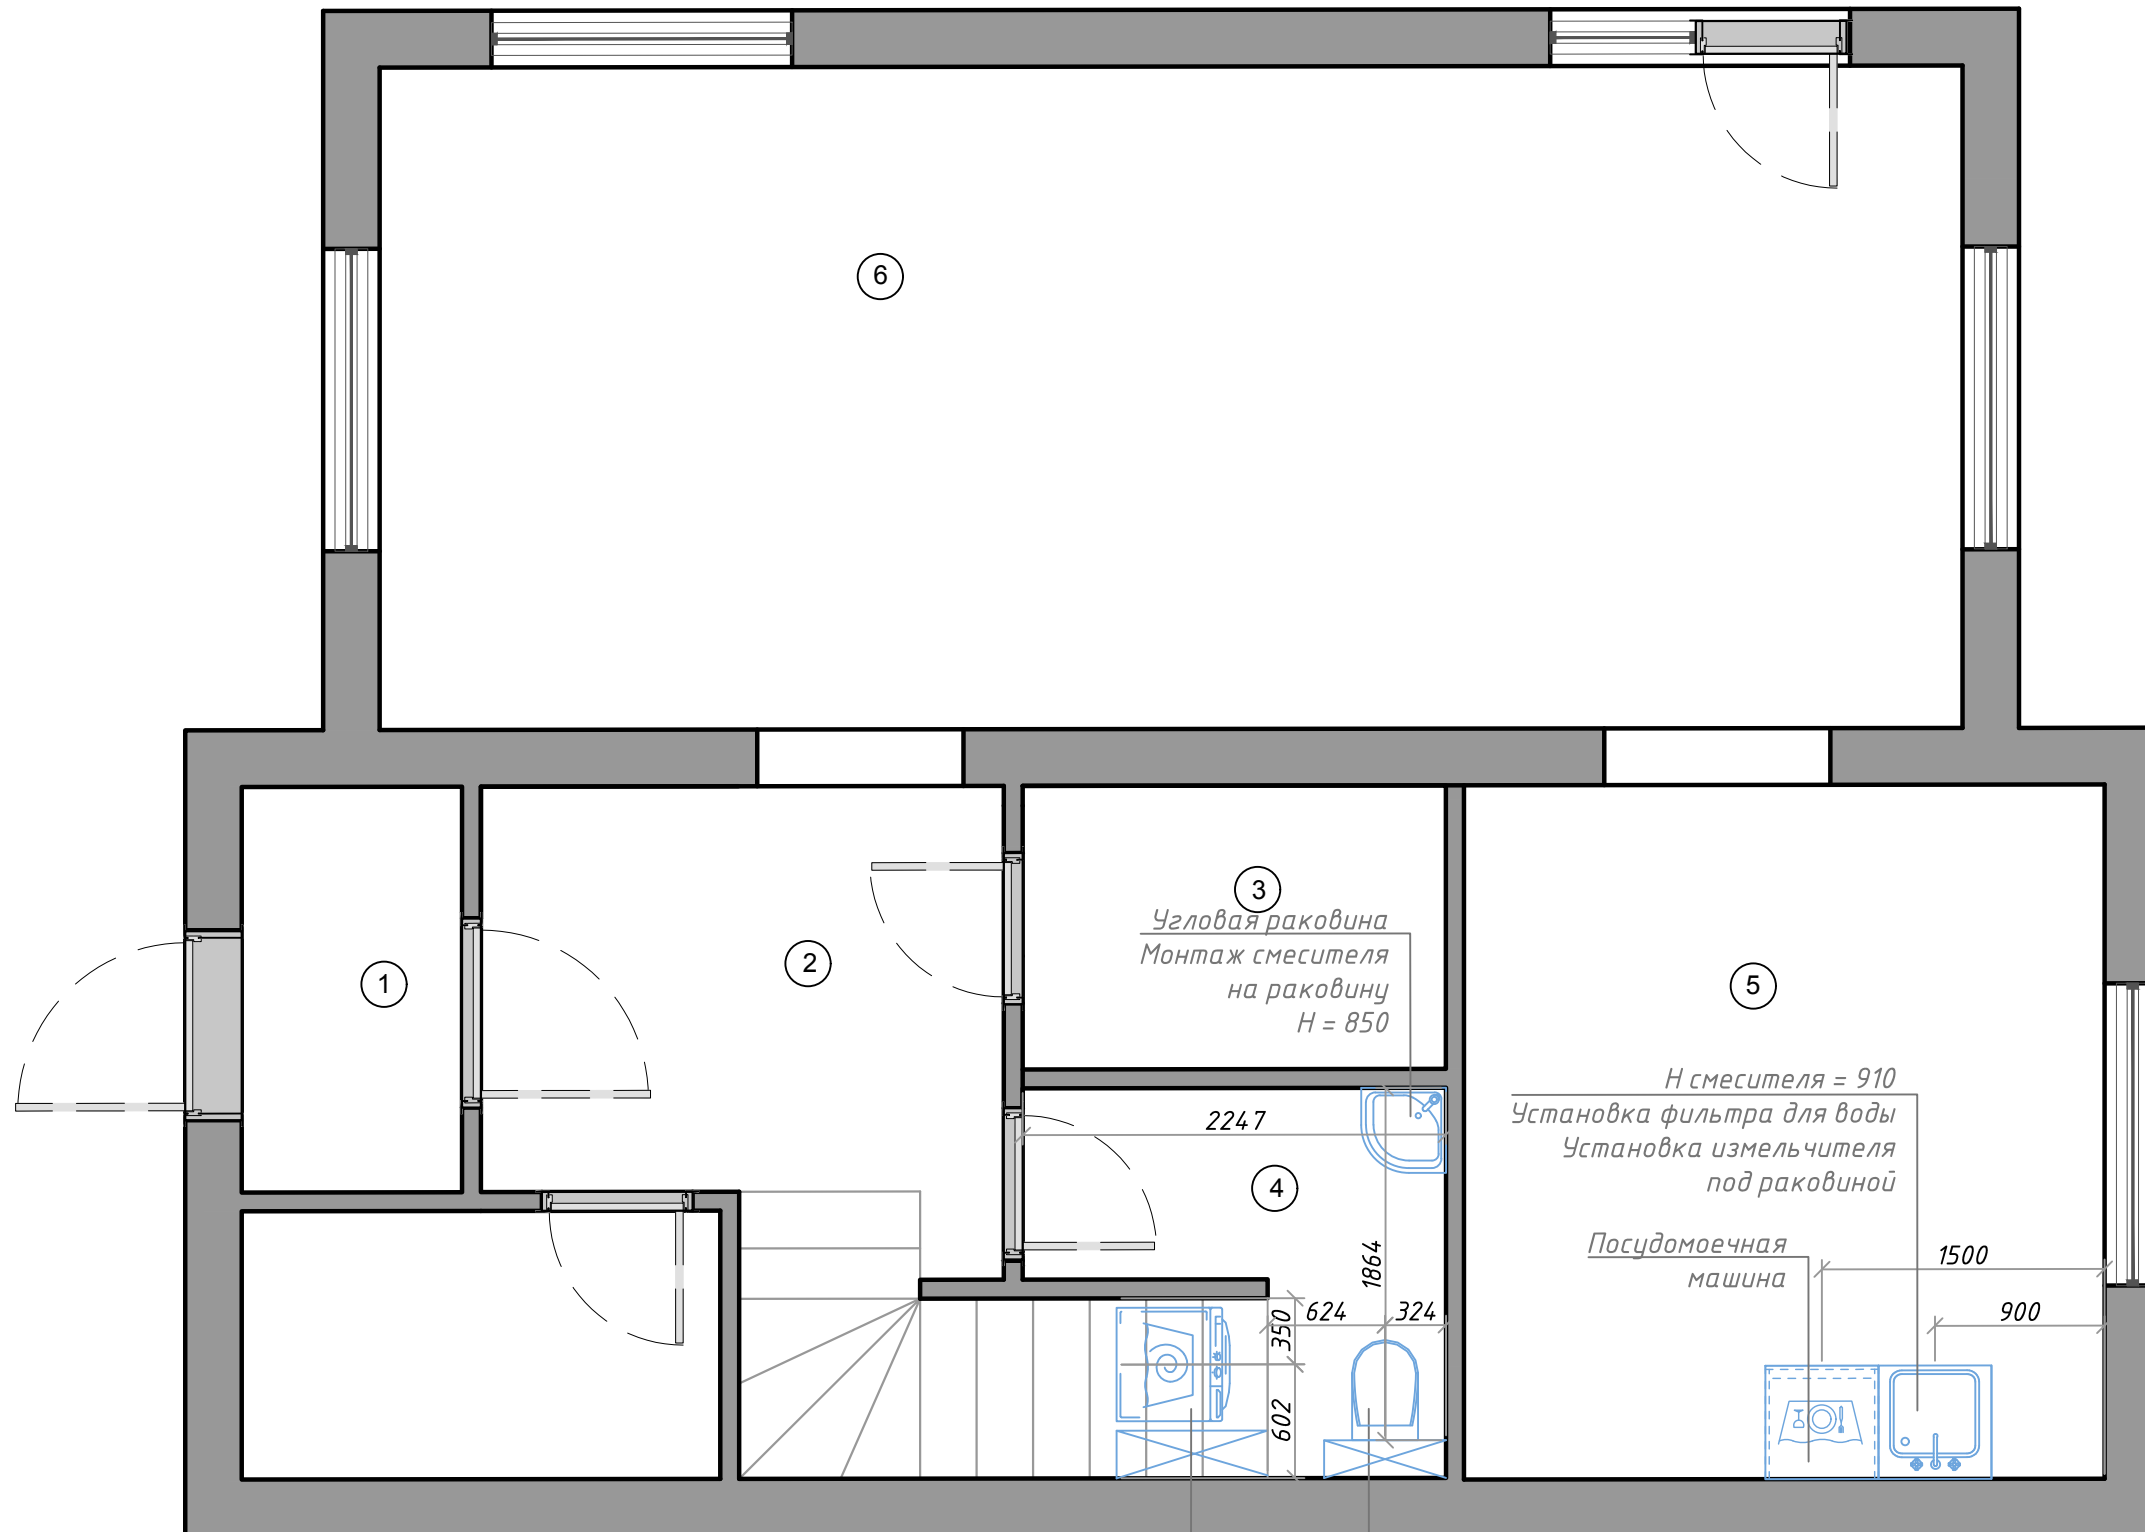 6
3
Угловая раковина
Монтаж смесителя
на раковину
H = 850
2
1
5
H смесителя = 910
Установка фильтра для воды
Установка измельчителя
под раковиной
2247
4
Посудомоечная
машина
1864
1500
624
324
350
900
602